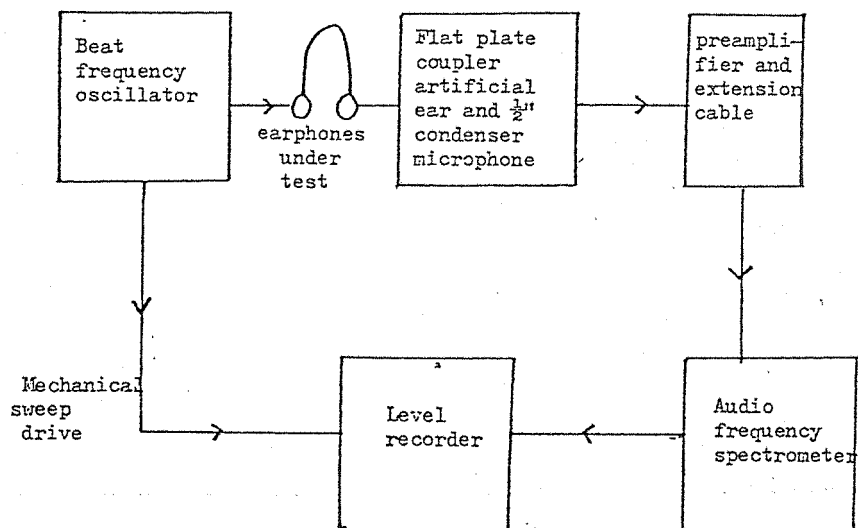 Beat
frequency
oscillator
earphones
under
test
Flat plate
coupler
artificial
ear and ½"
condenser
microphone
preampli-
fier and
extension
cable
Mechanical
sweep
drive
Level
recorder
Audio
frequency
spectrometer